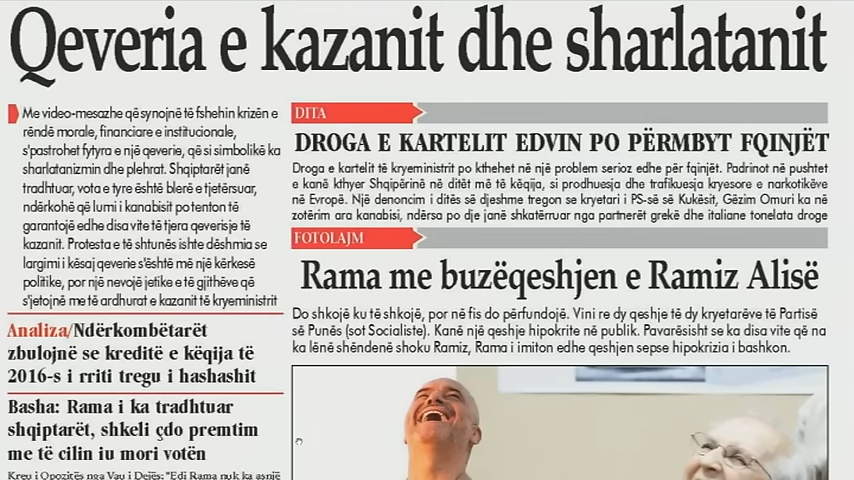 Qeveria e kazanit dhe sharlatanit
Me video-mesazhe që synojnë të fshehin krizën e
rëndë morale, financiare e institucionale,
s'pastrohet fytyra e një qeverie, që si simbolikë ka
sharlatanizmin dhe plehrat. Shqiptarët janë
tradhtuar, vota e tyre është blerë e tjetërsuar,
ndërkohë që lumi i kanabisit po tenton të
garantojë edhe disa vite të tjera qeverisje të
kazanit. Protesta e të shtunës ishte dëshmia se
largimi i kësaj qeverie s'është më një kërkesë
politike, por një nevojë jetike e të gjithëve që
s'jetojnë me të ardhurat e kazanit të kryeministrit
Analiza/Ndërkombëtarët
zbulojnë se kreditë e këqija të
2016-s i rriti tregu i hashashit
Basha: Rama i ka tradhtuar
shqiptarët, shkeli çdo premtim
me të cilin iu mori votën
Kreu i Opozitës nga Vau i Dejës: "Edi Rama nuk ka asnjë
DITA
DROGA E KARTELIT EDVIN PO PËRMBYT FQINJËT
Droga e kartelit të kryeministrit po kthehet në një problem serioz edhe për fqinjët. Padrinot në pushtet
e kanë kthyer Shqipërinë në ditët më të këqija, si prodhuesja dhe trafikuesja kryesore e narkotikëve
në Evropë. Një denoncim i ditës së djeshme tregon se kryetari i PS-së së Kukësit, Gëzim Omuri ka në
zotërim ara kanabisi, ndërsa po dje janë shkatërruar nga partnerët grekë dhe italiane tonelata droge
FOTOLAJM
Rama me buzëqeshjen e Ramiz Alisë
Do shkojë ku të shkojë, por në fis do përfundojë. Vini re dy qeshje të dy kryetarëve të Partisë
së Punës (sot Socialiste). Kanë një qeshje hipokrite në publik. Pavarësisht se ka disa vite që na
ka lënë shëndenë shoku Ramiz, Rama i imiton edhe qeshjen sepse hipokrizia i bashkon.